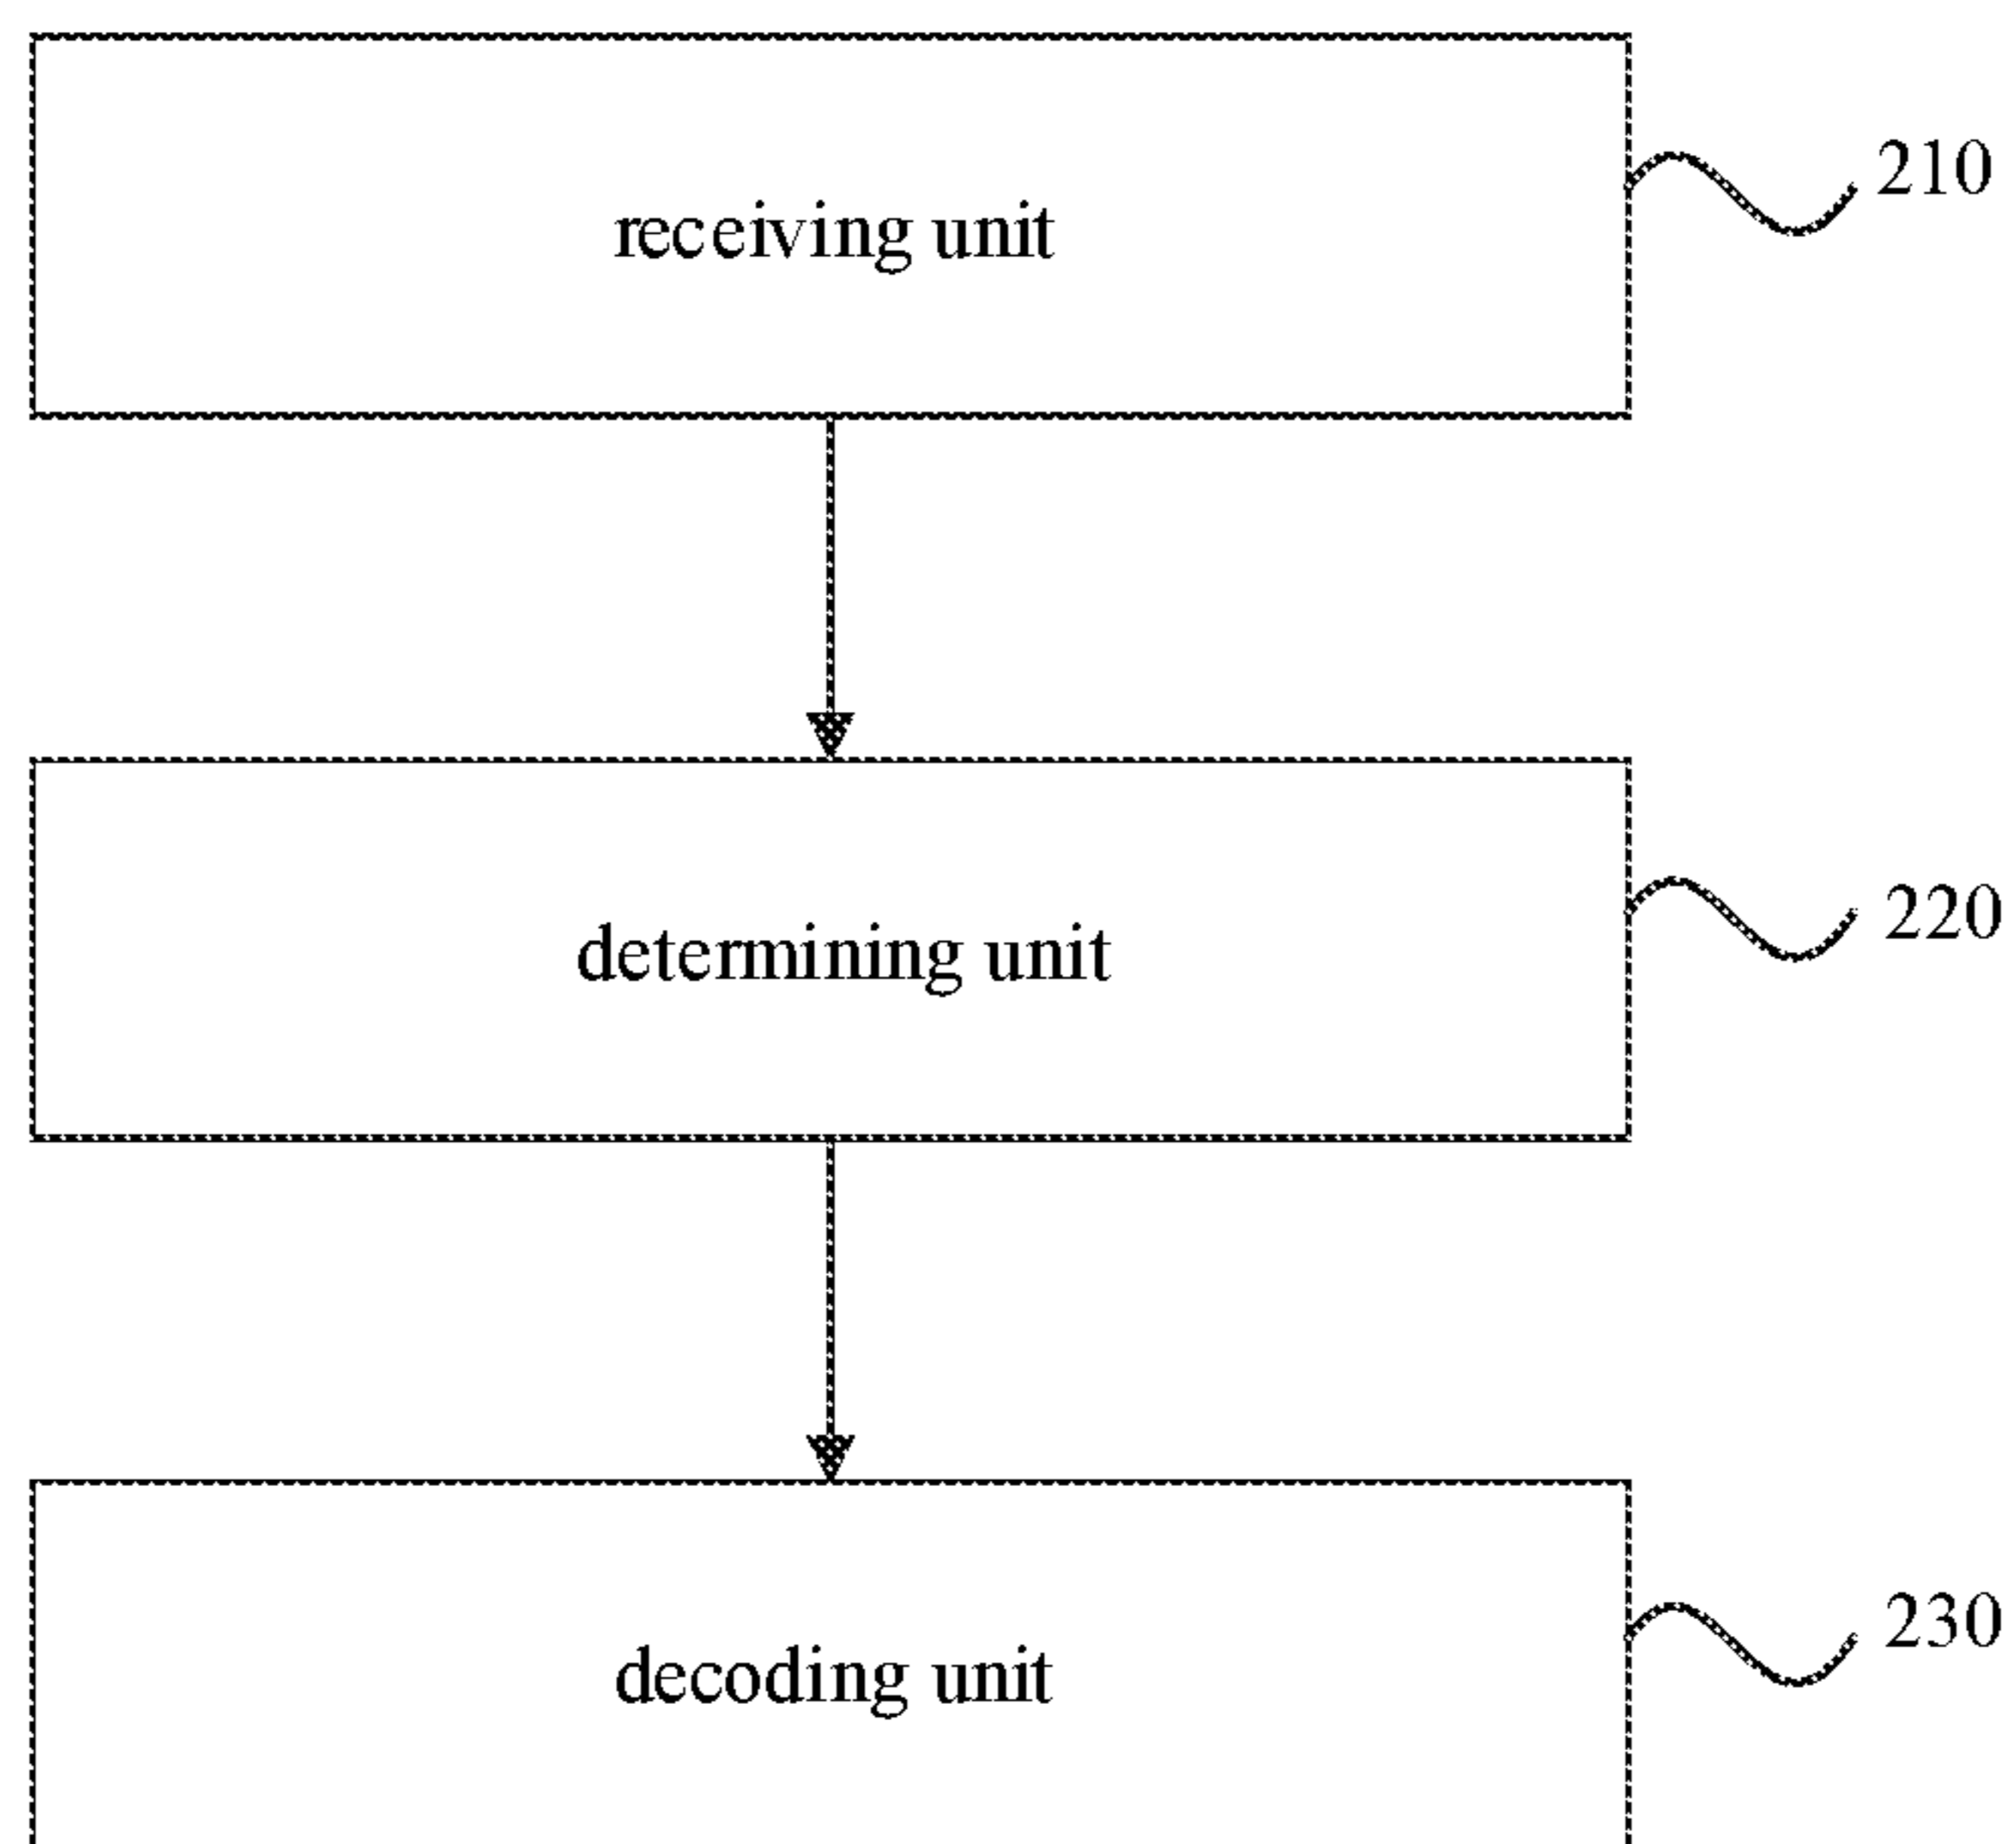 receiving unit
210
determining unit
220
decoding unit
230